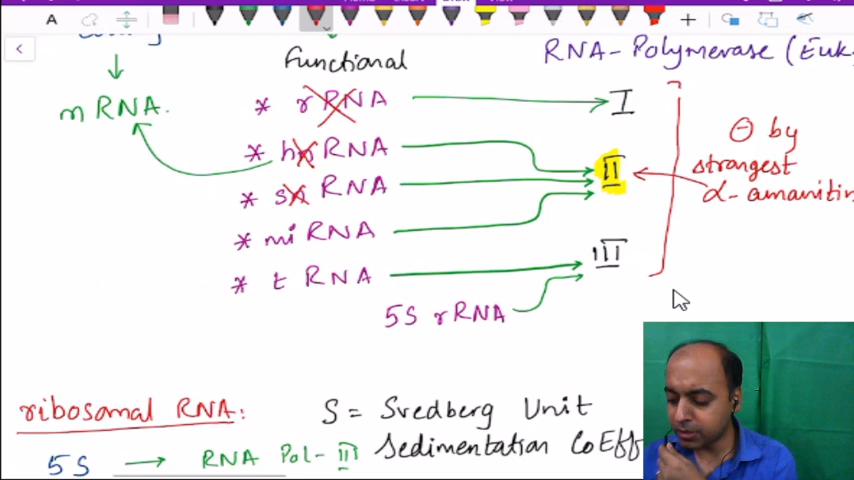 Functional
RNA-Polymerase (Euk
mRNA.
* rRNA
I
* hnRNA
* snRNA
II
* miRNA
* tRNA
III
5S rRNA
⊖ by
strongest
α-amanitin
ribosomal RNA:
S = Svedberg Unit
Sedimentation CoEff
5S → RNA Pol-III